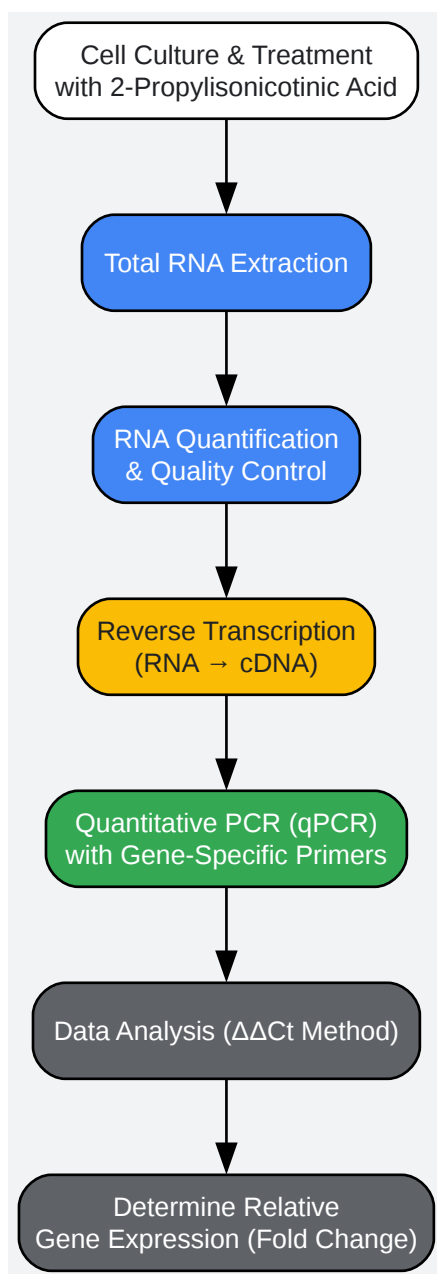 Cell Culture & Treatment
with 2-Propylisonicotinic Acid
Total RNA Extraction
RNA Quantification
& Quality Control
Reverse Transcription
(RNA → cDNA)
Quantitative PCR (qPCR)
with Gene-Specific Primers
Data Analysis (ΔΔCt Method)
Determine Relative
Gene Expression (Fold Change)